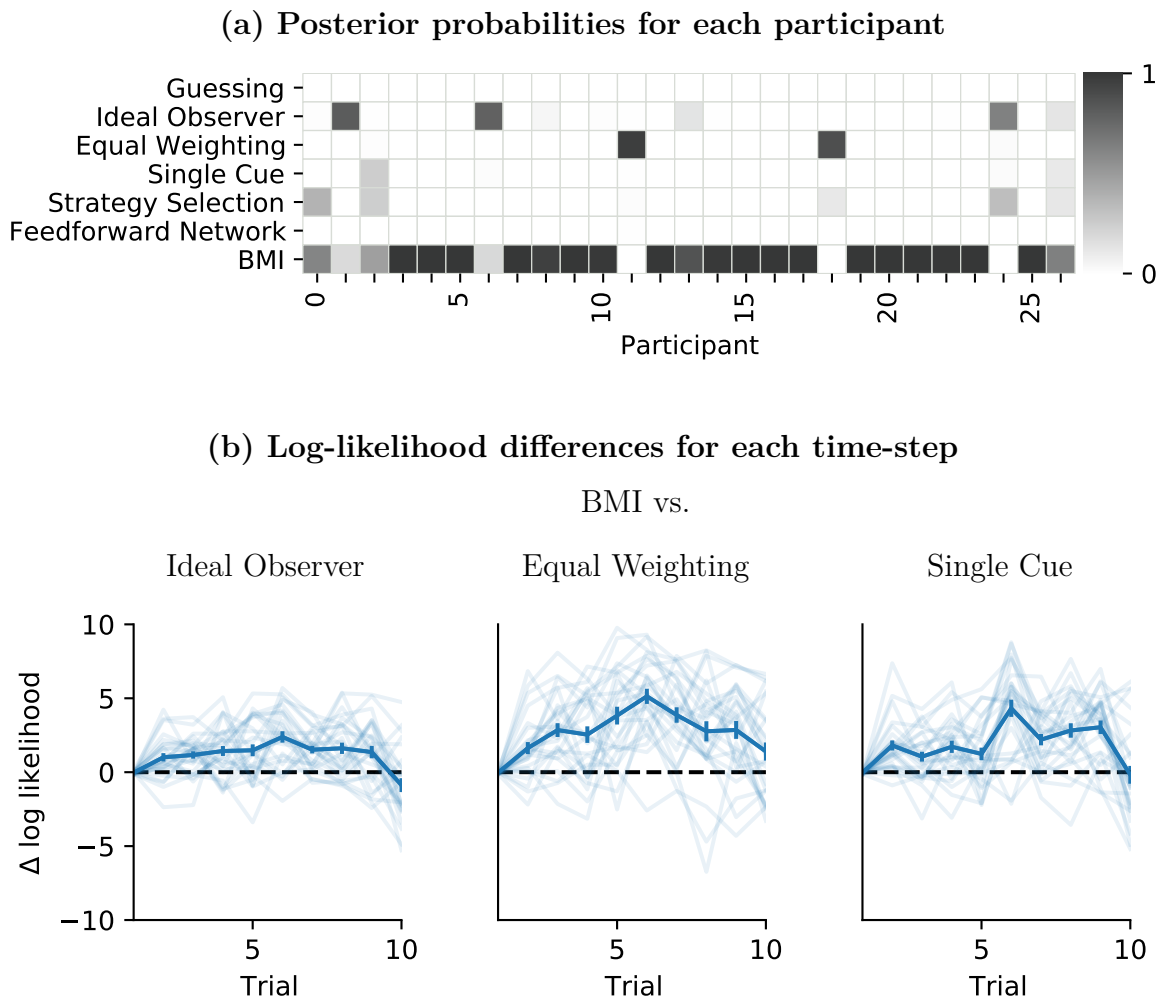 (a) Posterior probabilities for each participant
Guessing
Ideal Observer
Equal Weighting
Single Cue
Strategy Selection
Feedforward Network
BMI
1
0
0 5 10 15 20 25
Participant
(b) Log-likelihood differences for each time-step
BMI vs.
Ideal Observer Equal Weighting Single Cue
Δ log likelihood
10
5
0
−5
−10
5 10 5 10 5 10
Trial Trial Trial